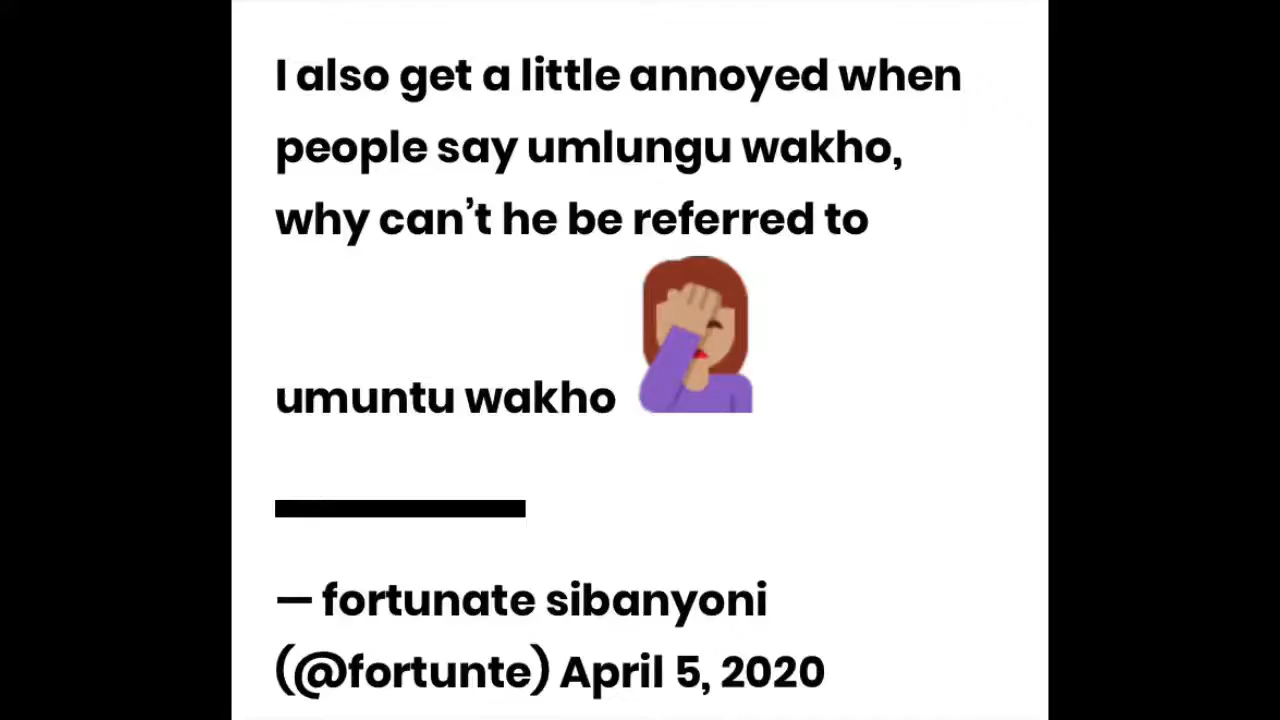 I also get a little annoyed when
people say umlungu wakho,
why can’t he be referred to
umuntu wakho 🤦🏽‍♀️
— fortunate sibanyoni
(@fortunte) April 5, 2020